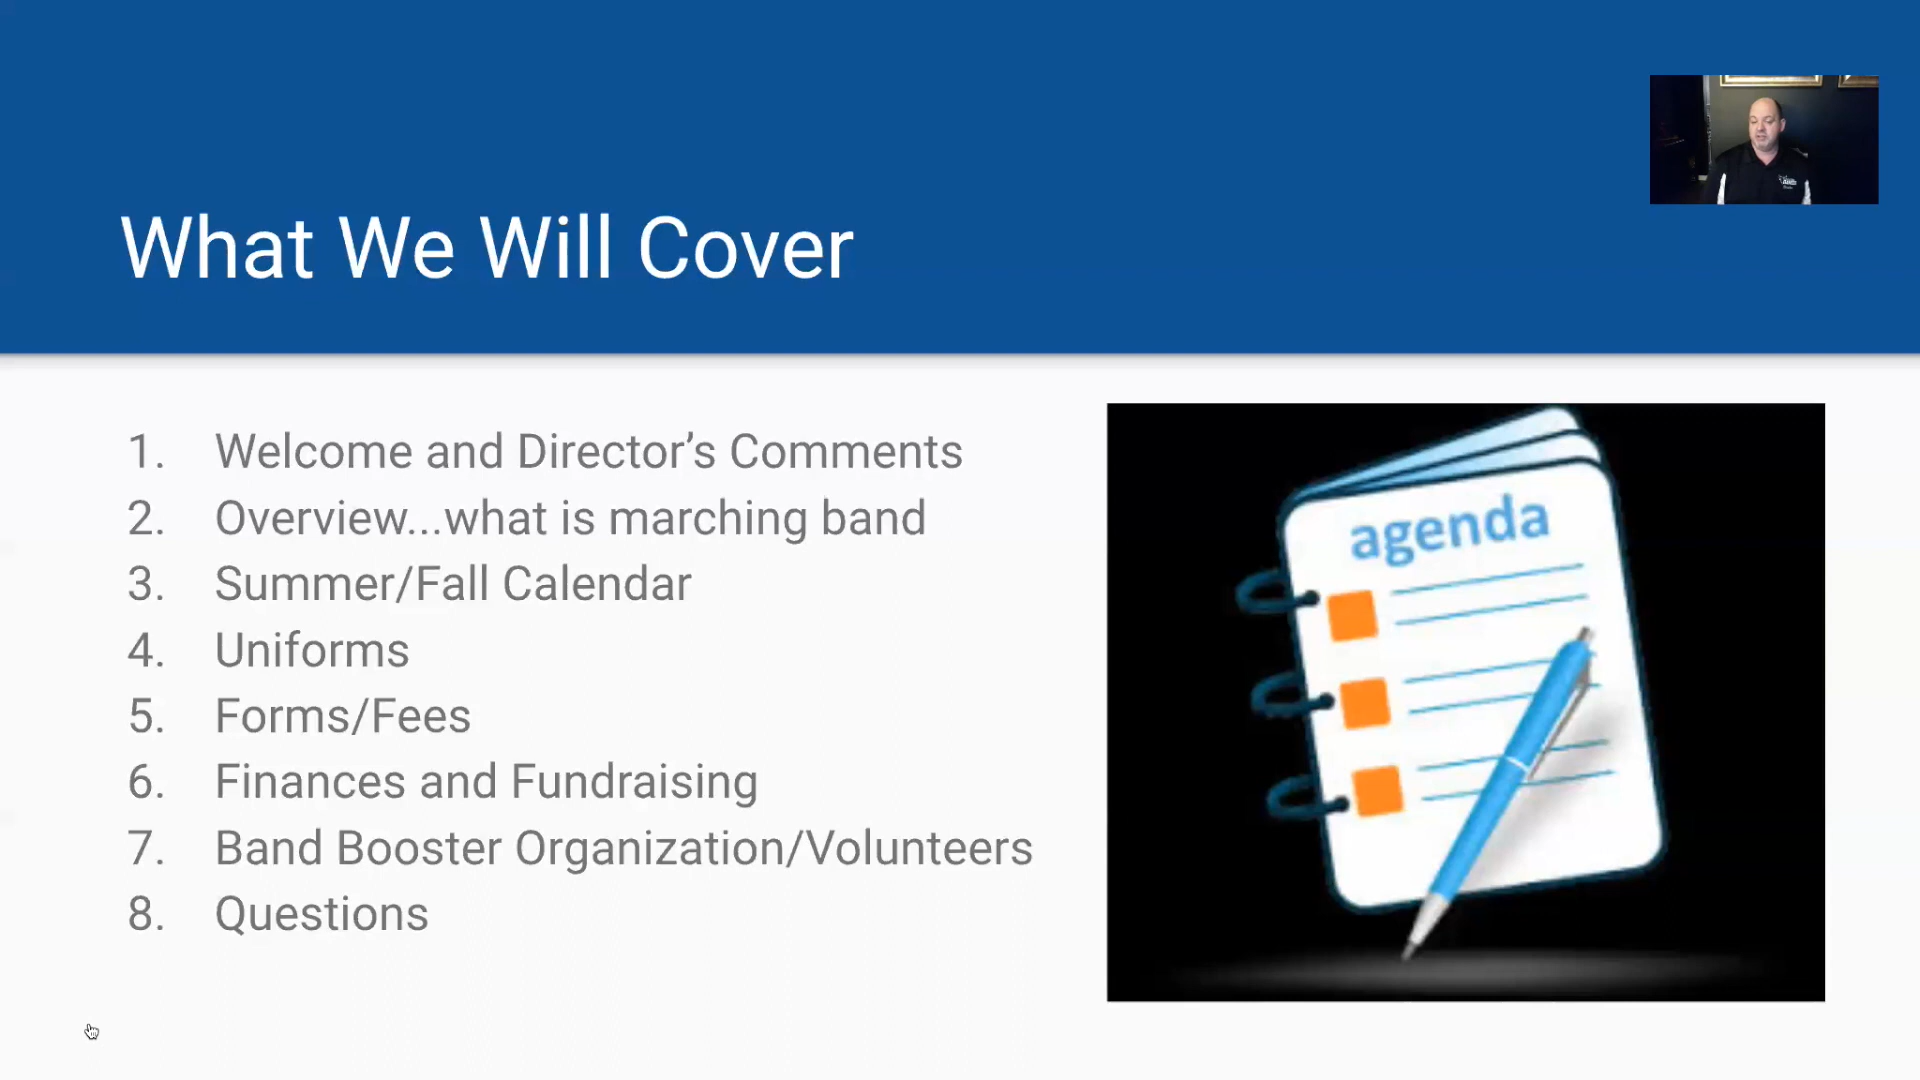 What We Will Cover
1. Welcome and Director’s Comments
2. Overview...what is marching band
3. Summer/Fall Calendar
4. Uniforms
5. Forms/Fees
6. Finances and Fundraising
7. Band Booster Organization/Volunteers
8. Questions
agenda